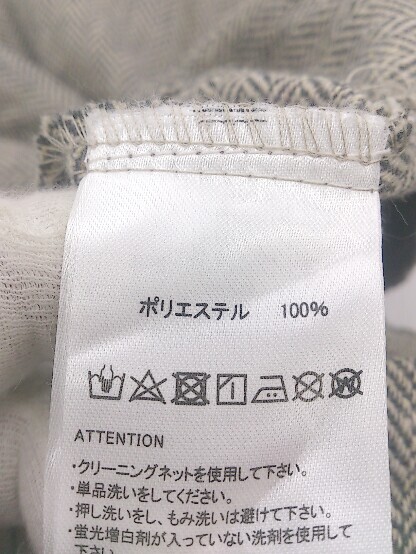 ポリエステル 100%
W
ATTENTION
・クリーニングネットを使用して下さい。
・単品洗いをしてください。
・押し洗いをし、もみ洗いは避けて下さい。
・蛍光増白剤が入っていない洗剤を使用して
下さい。